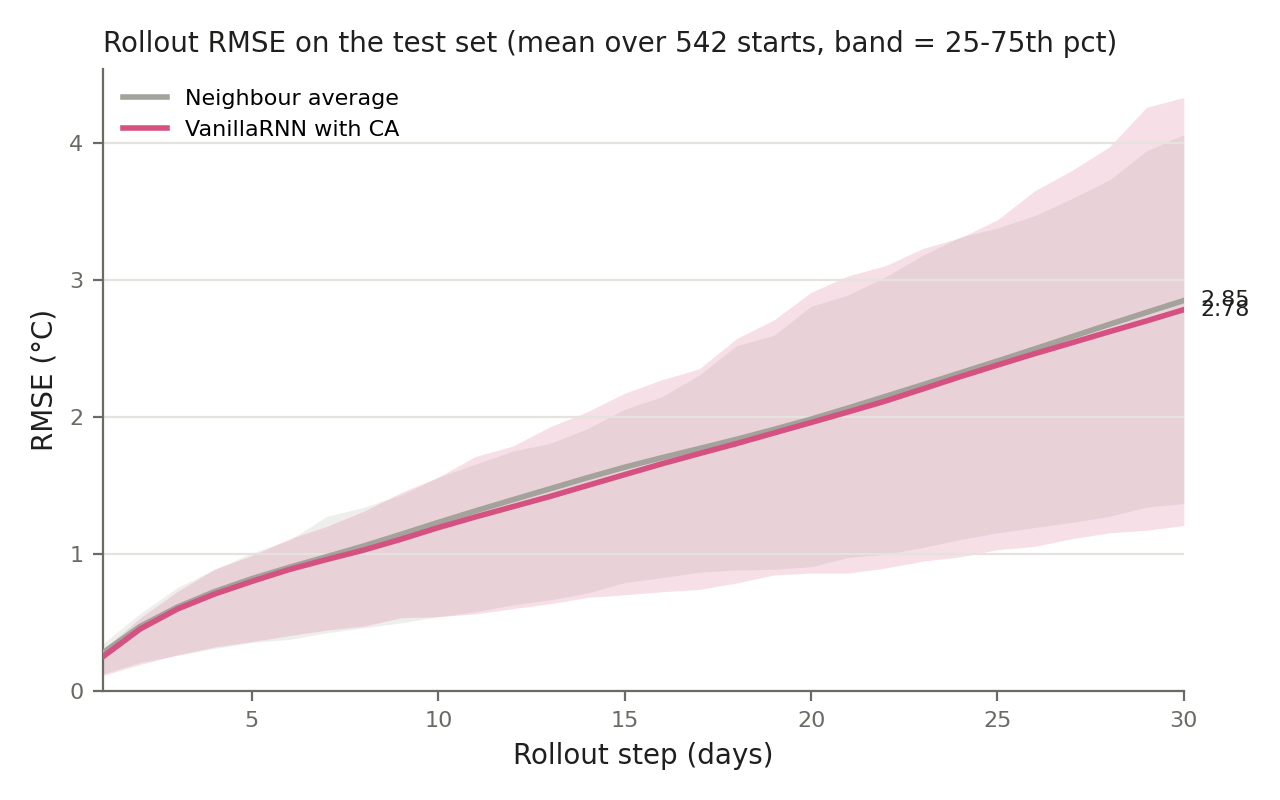 Rollout RMSE on the test set (mean over 542 starts, band = 25-75th pct)
Neighbour average
VanillaRNN with CA
4
3
2
1
0
RMSE (°C)
2.85
2.78
5
10
15
20
25
30
Rollout step (days)